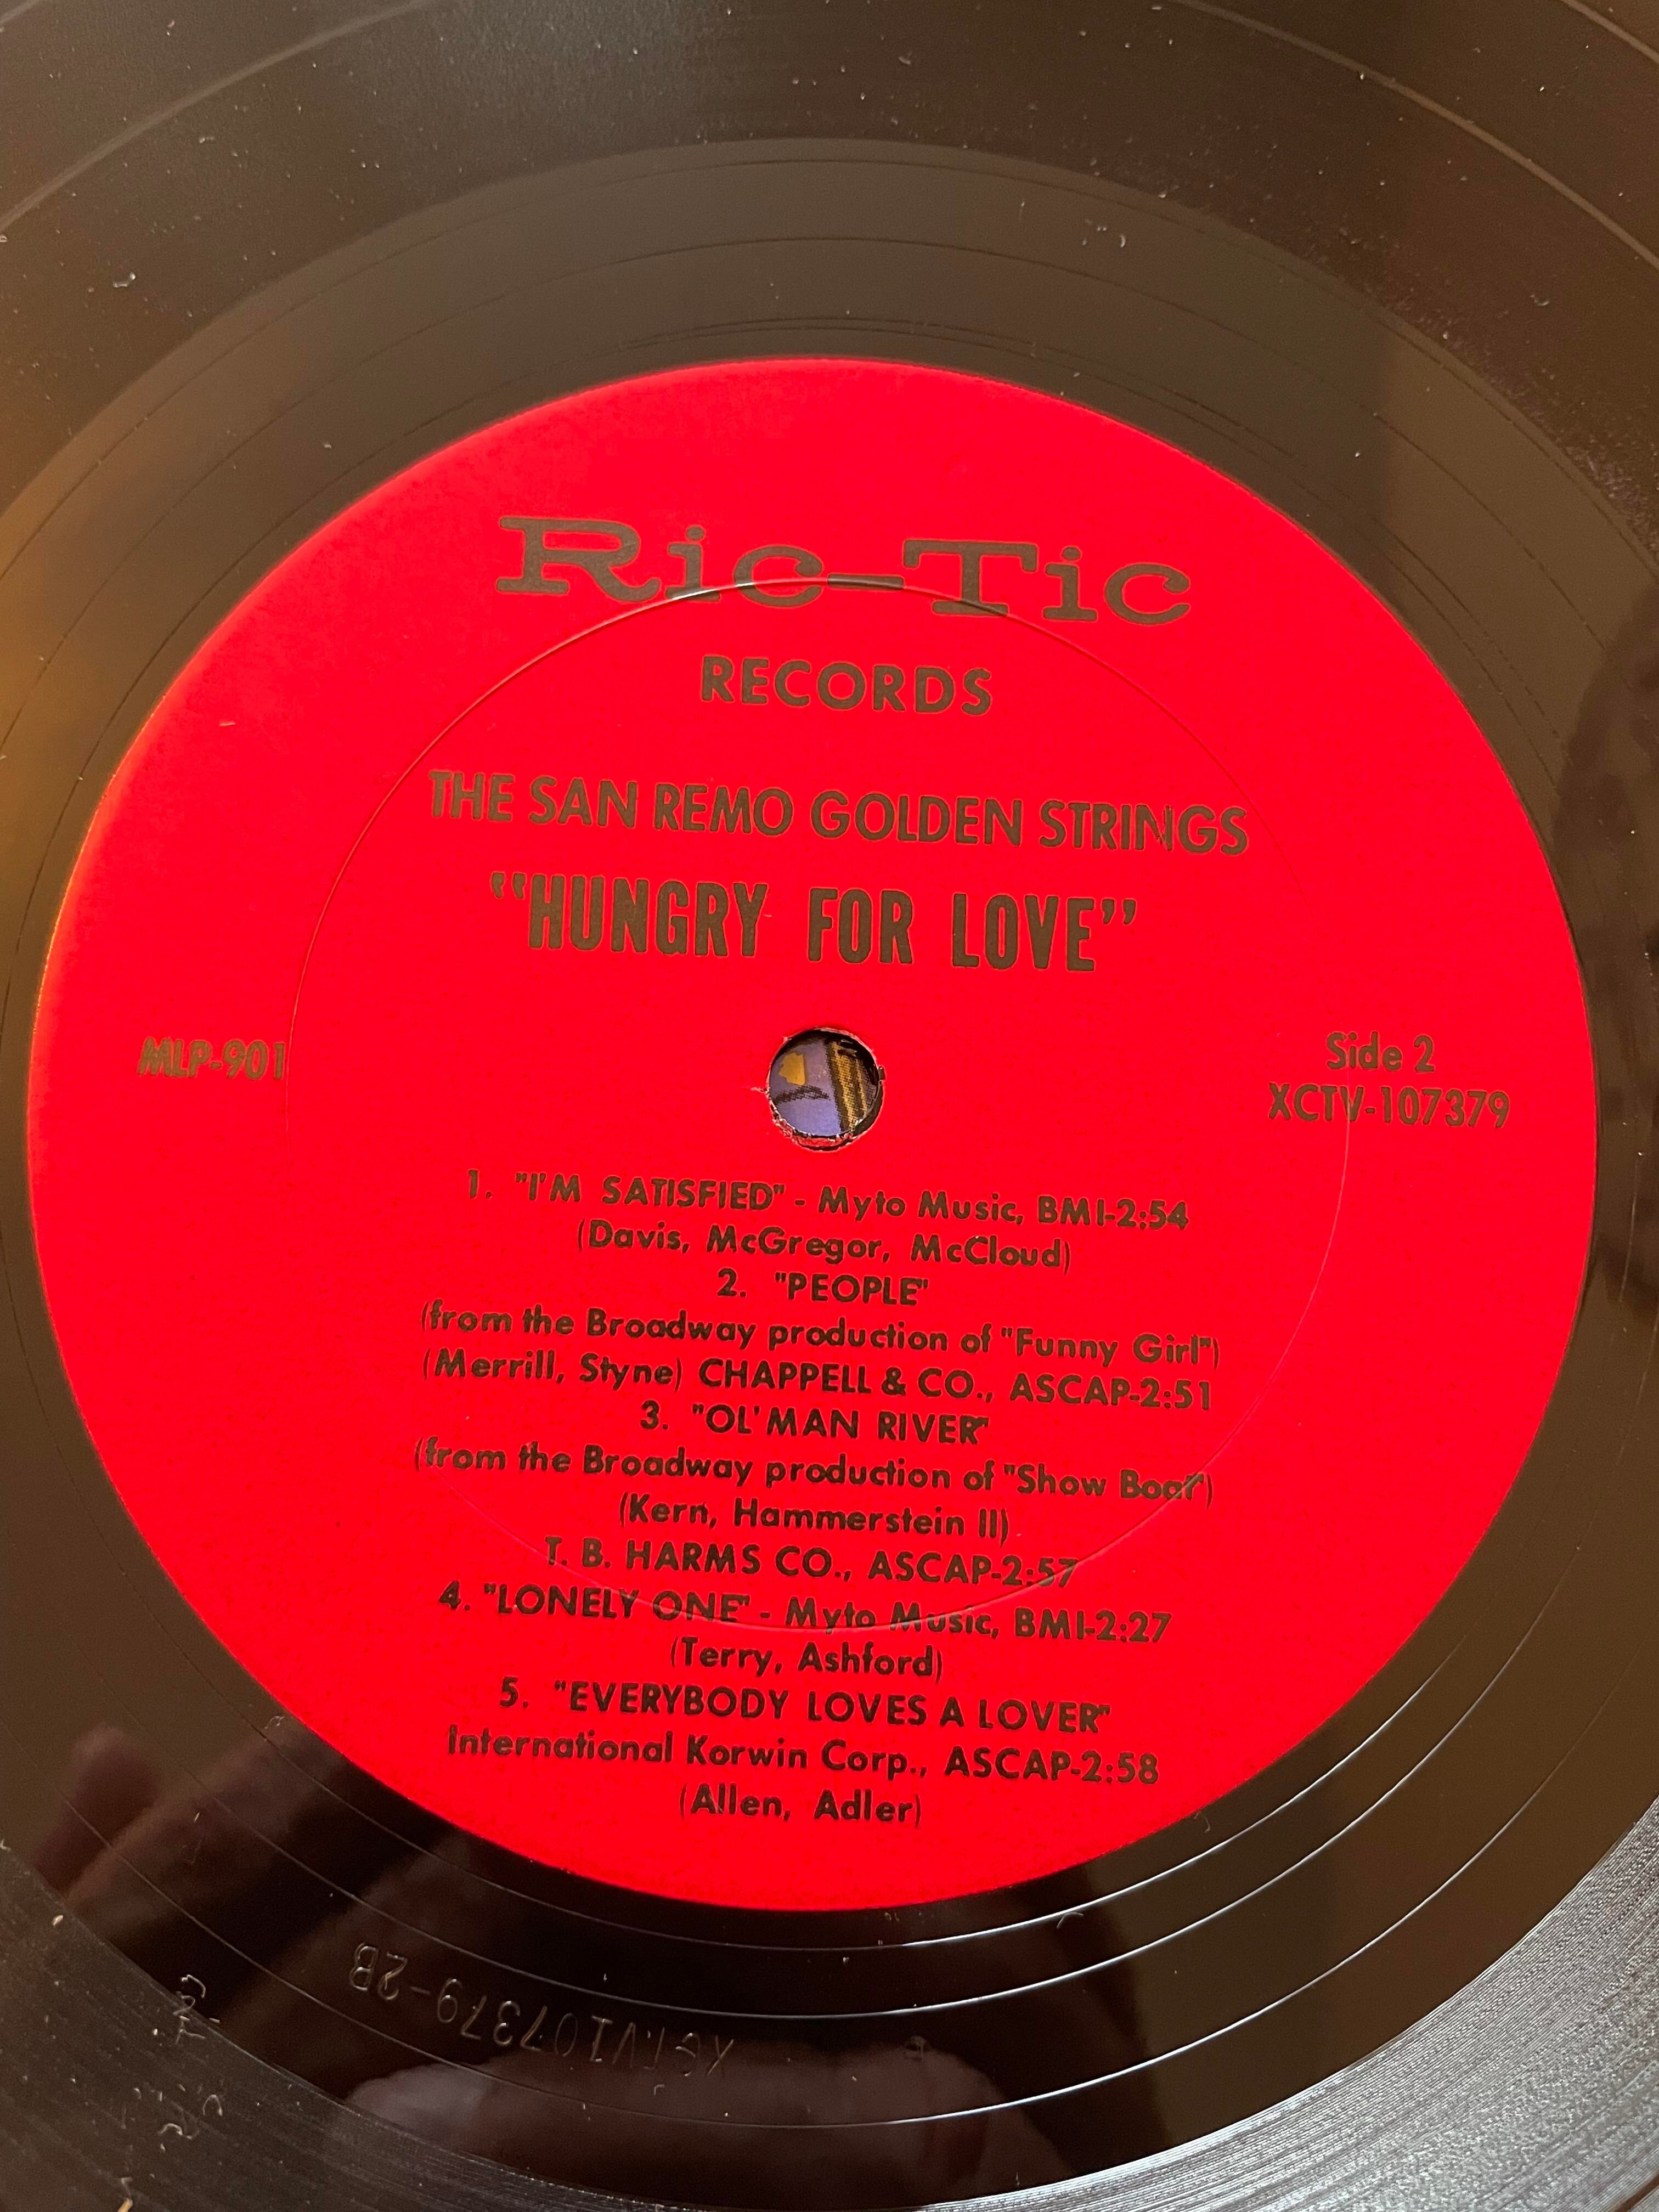 Ric-Tic
RECORDS
THE SAN REMO GOLDEN STRINGS
"HUNGRY FOR LOVE"
MLP-901
Side 2
XCTV-107379
1. "I'M SATISFIED" - Myto Music, BMI-2:54
(Davis, McGregor, McCloud)
2. "PEOPLE"
(from the Broadway production of "Funny Girl")
(Merrill, Styne) CHAPPELL & CO., ASCAP-2:51
3. "OL' MAN RIVER"
(from the Broadway production of "Show Boat")
(Kern, Hammerstein II)
T. B. HARMS CO., ASCAP-2:57
4. "LONELY ONE" - Myto Music, BMI-2:27
(Terry, Ashford)
5. "EVERYBODY LOVES A LOVER"
International Korwin Corp., ASCAP-2:58
(Allen, Adler)
XCTV107379-2B